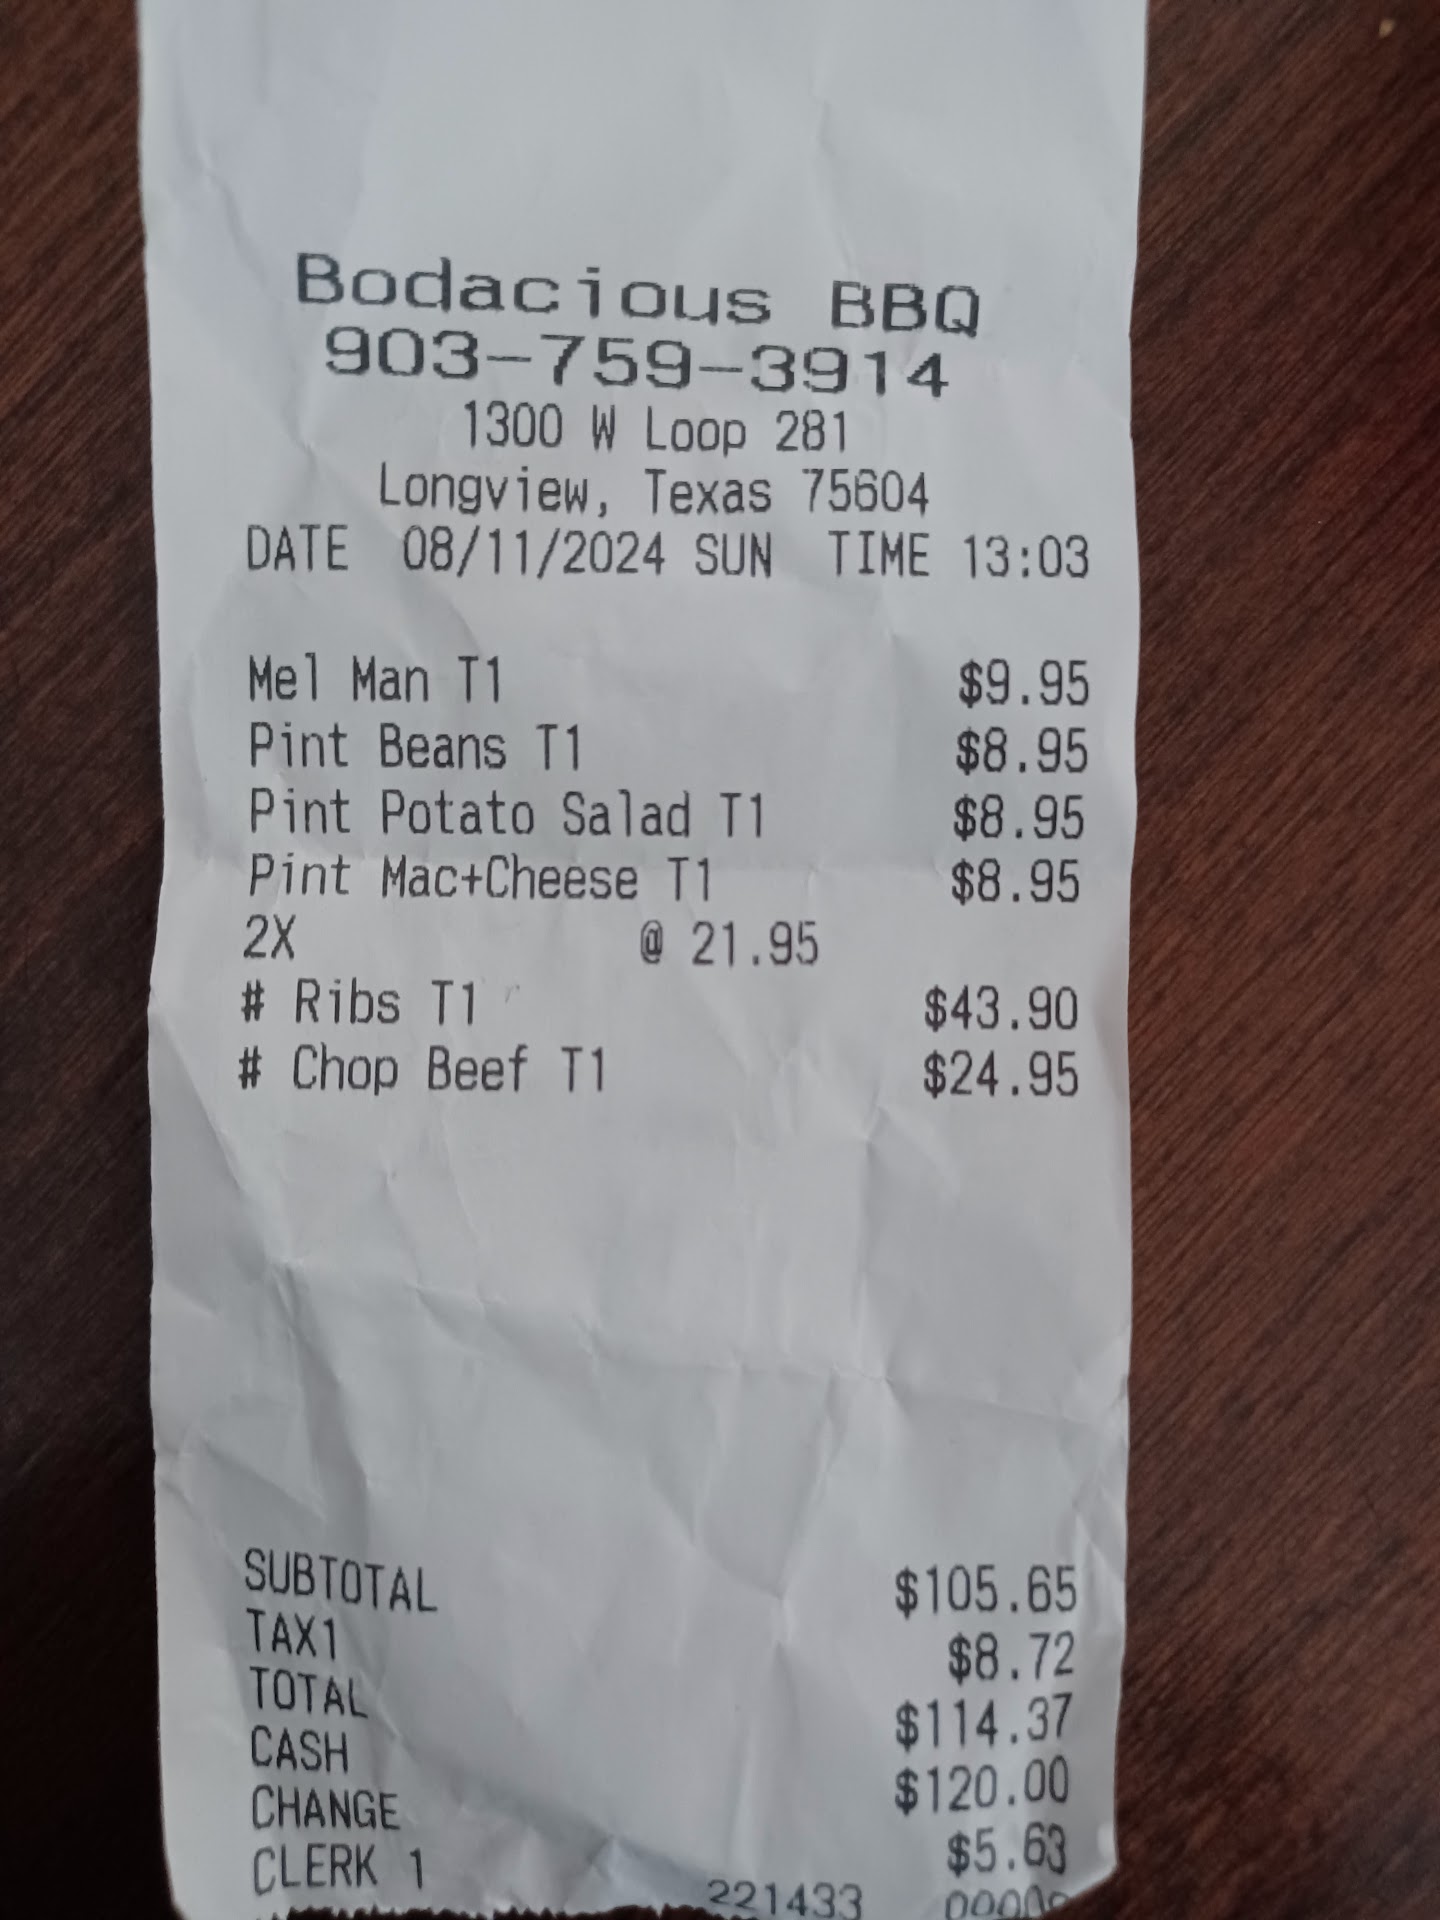 Bodacious BBQ
903-759-3914
1300 W Loop 281
Longview, Texas 75604
DATE 08/11/2024 SUN TIME 13:03
Mel Man T1 $9.95
Pint Beans T1 $8.95
Pint Potato Salad T1 $8.95
Pint Mac+Cheese T1 $8.95
2X @ 21.95
# Ribs T1 $43.90
# Chop Beef T1 $24.95
SUBTOTAL $105.65
TAX1 $8.72
TOTAL $114.37
CASH $120.00
CHANGE $5.63
CLERK 1 221433